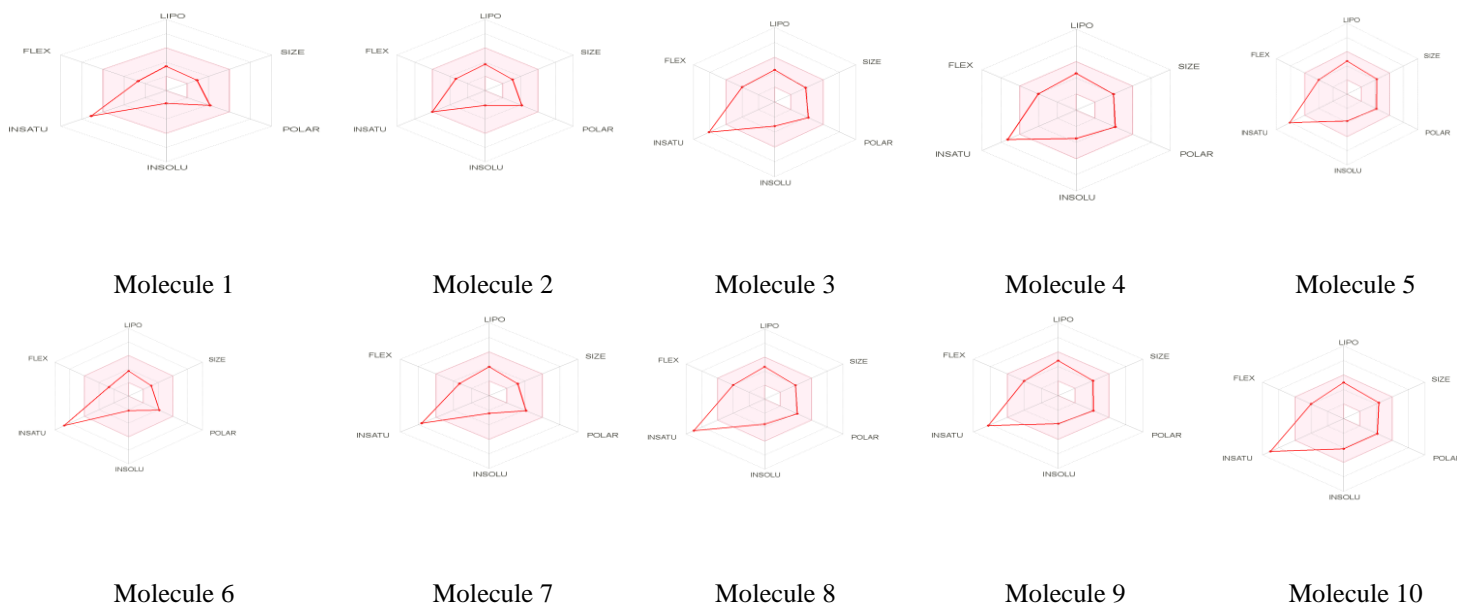 LIPO
FLEX
SIZE
INSATU
POLAR
INSOLU
LIPO
FLEX
SIZE
INSATU
POLAR
INSOLU
LIPO
FLEX
SIZE
INSATU
POLAR
INSOLU
LIPO
FLEX
SIZE
INSATU
POLAR
INSOLU
LIPO
FLEX
SIZE
INSATU
POLAR
INSOLU
Molecule 1 Molecule 2 Molecule 3 Molecule 4 Molecule 5
LIPO
FLEX
SIZE
INSATU
POLAR
INSOLU
LIPO
FLEX
SIZE
INSATU
POLAR
INSOLU
LIPO
FLEX
SIZE
INSATU
POLAR
INSOLU
LIPO
FLEX
SIZE
INSATU
POLAR
INSOLU
LIPO
FLEX
SIZE
INSATU
POLAR
INSOLU
Molecule 6 Molecule 7 Molecule 8 Molecule 9 Molecule 10